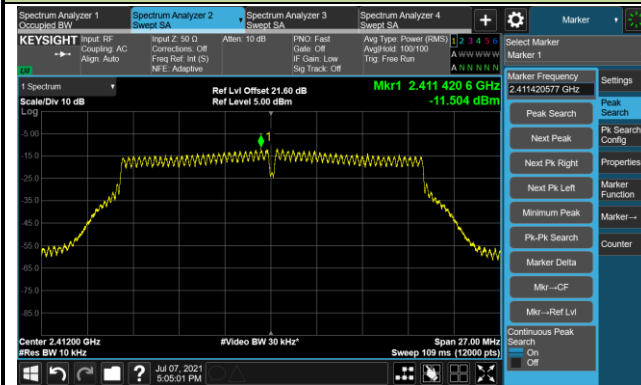 Spectrum Analyzer 1
Occupied BW
Spectrum Analyzer 2
Swept SA
Spectrum Analyzer 3
Swept SA
Spectrum Analyzer 4
Swept SA
+
Marker
KEYSIGHT
Input: RF
Coupling: AC
Align: Auto
Input Z: 50 Ω
Corrections: Off
Freq Ref: Int (S)
NFE: Adaptive
Atten: 10 dB
PNO: Fast
Gate: Off
IF Gain: Low
Sig Track: Off
Avg Type: Power (RMS)
Avg|Hold: 100/100
Trig: Free Run
1 2 3 4 5 6
A W W W W W
A N N N N N
LV
Select Marker
Marker 1
1 Spectrum
Scale/Div 10 dB
Ref Lvl Offset 21.60 dB
Ref Level 5.00 dBm
Mkr1 2.411 420 6 GHz
-11.504 dBm
Log
-5.00
-15.0
-25.0
-35.0
-45.0
-55.0
-65.0
-75.0
-85.0
1
Center 2.41200 GHz
#Res BW 10 kHz
#Video BW 30 kHz*
Span 27.00 MHz
Sweep 109 ms (12000 pts)
Marker Frequency
2.411420577 GHz
Peak Search
Next Peak
Next Pk Right
Next Pk Left
Minimum Peak
Pk-Pk Search
Marker Delta
Mkr→CF
Mkr→Ref Lvl
Continuous Peak
Search
On
Off
Settings
Peak
Search
Pk Search
Config
Properties
Marker
Function
Marker→
Counter
?
Jul 07, 2021
5:05:01 PM